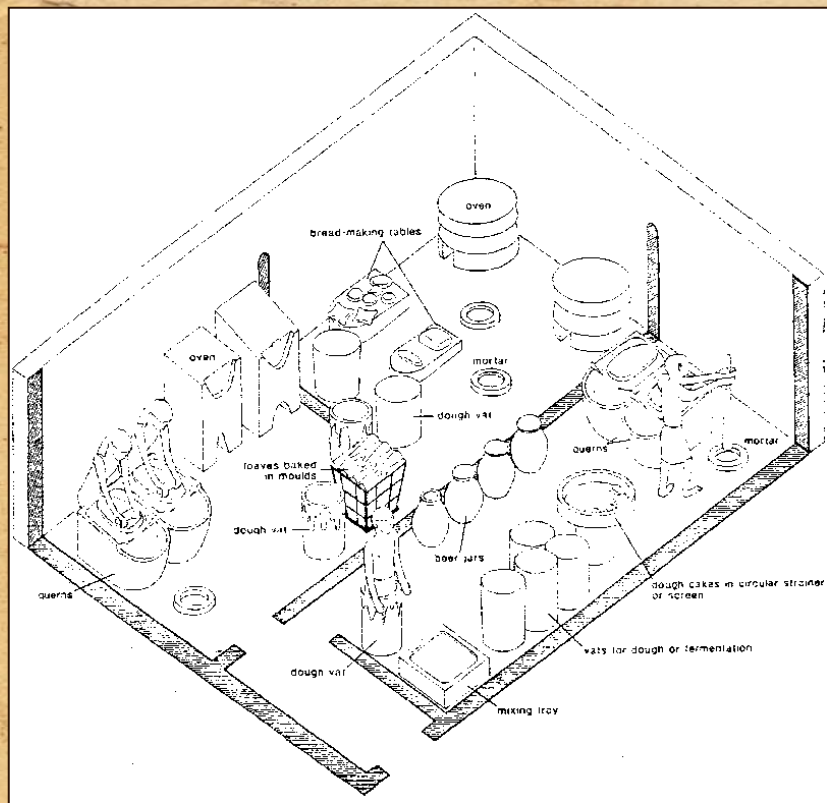 oven
bread-making tables
oven
mortar
dough vat
querns
mortar
loaves baked
in moulds
dough vat
beer jars
dough cakes in circular strainer
or screen
querns
vats for dough or fermentation
dough vat
mixing tray